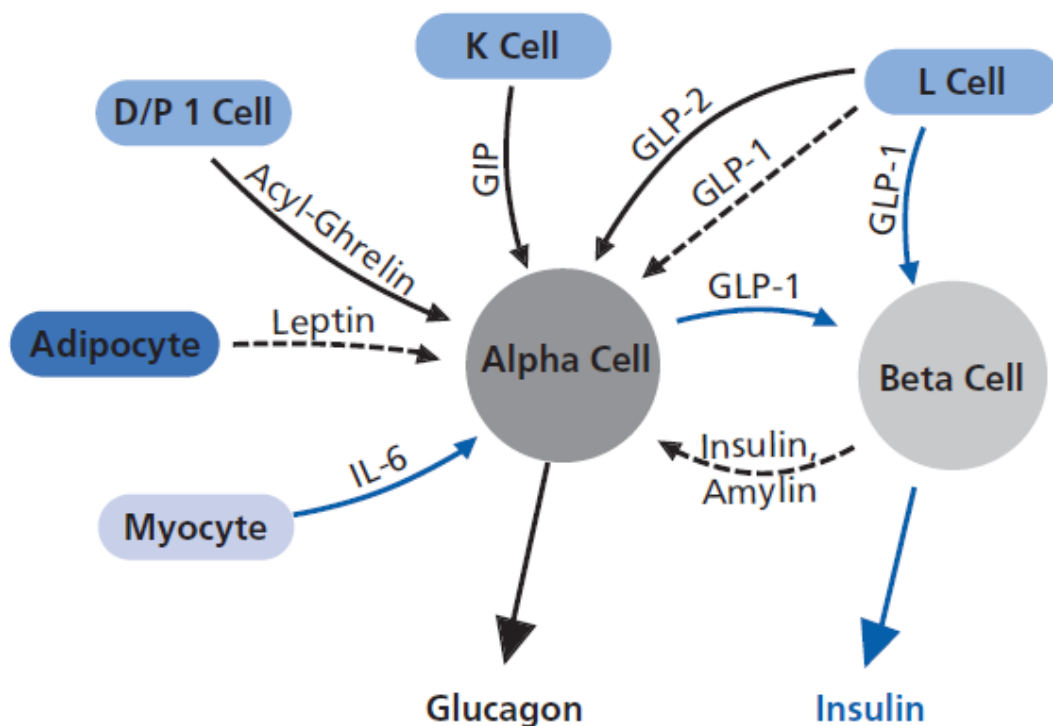 K Cell
L Cell
D/P 1 Cell
GLP-2
GLP-1
GIP
GLP-1
Acyl-Ghrelin
GLP-1
Leptin
Adipocyte
Alpha Cell
Beta Cell
Insulin,
Amylin
IL-6
Myocyte
Glucagon
Insulin